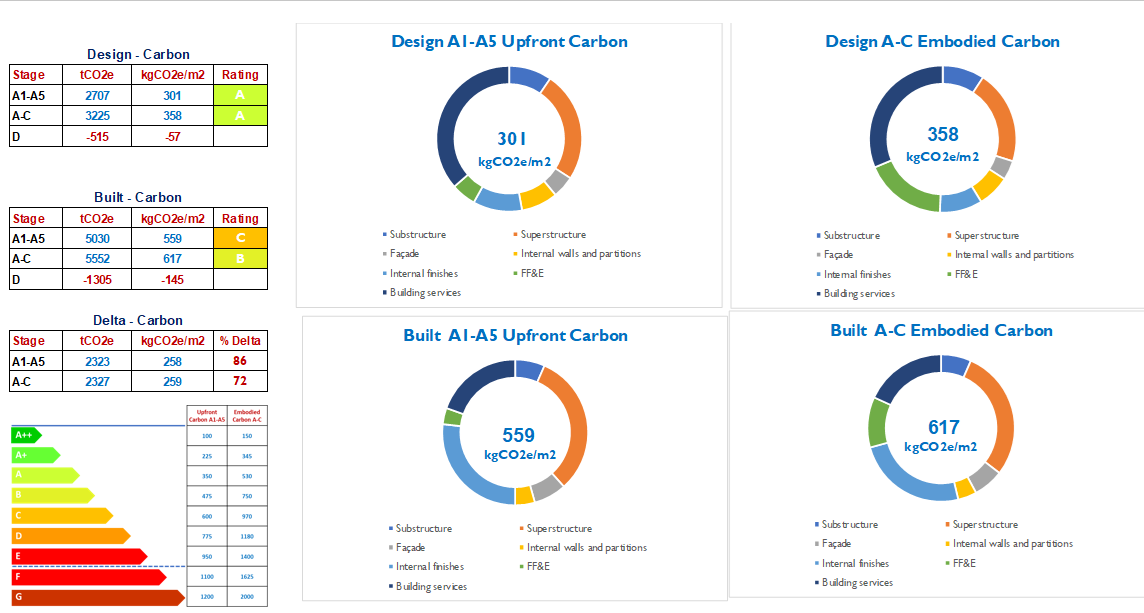 Design - Carbon
Stage tCO2e kgCO2e/m2 Rating
A1-A5 2707 301 A
A-C 3225 358 A
D -515 -57
Built - Carbon
Stage tCO2e kgCO2e/m2 Rating
A1-A5 5030 559 C
A-C 5552 617 B
D -1305 -145
Delta - Carbon
Stage tCO2e kgCO2e/m2 % Delta
A1-A5 2323 258 86
A-C 2327 259 72
Upfront Embodied
Carbon A1-A5 Carbon A-C
A++ 100 150
A+ 225 345
A 350 530
B 475 750
C 600 970
D 775 1180
E 950 1400
F 1100 1625
G 1200 2000
Design A1-A5 Upfront Carbon
301
kgCO2e/m2
Substructure Superstructure
Façade Internal walls and partitions
Internal finishes FF&E
Building services
Design A-C Embodied Carbon
358
kgCO2e/m2
Substructure Superstructure
Façade Internal walls and partitions
Internal finishes FF&E
Building services
Built A1-A5 Upfront Carbon
559
kgCO2e/m2
Substructure Superstructure
Façade Internal walls and partitions
Internal finishes FF&E
Building services
Built A-C Embodied Carbon
617
kgCO2e/m2
Substructure Superstructure
Façade Internal walls and partitions
Internal finishes FF&E
Building services